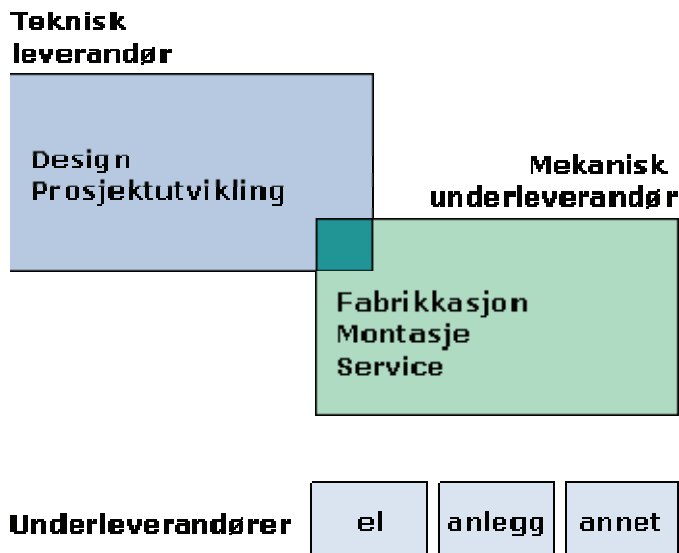 Teknisk
leverandør
Design
Prosjektutvikling
Mekanisk
underleverandør
Fabrikkasjon
Montasje
Service
Underleverandører
el
anlegg
annet